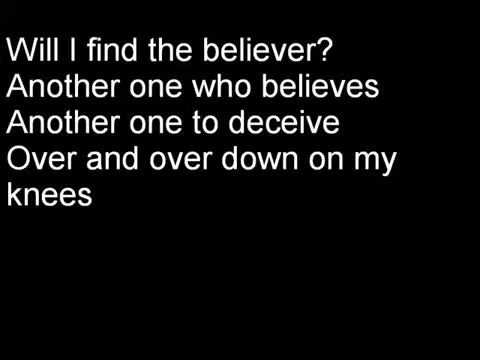 Will I find the believer?
Another one who believes
Another one to deceive
Over and over down on my
knees